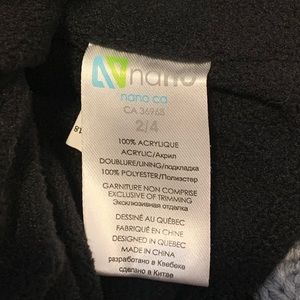 nano
nano ca
CA 36968
2/4
100% ACRYLIQUE
ACRYLIC/Акрил
DOUBLURE/LINING/подкладка
100% POLYESTER/Полиэстер
GARNITURE NON COMPRISE
EXCLUSIVE OF TRIMMING
Эксклюзивная отделка
DESSINÉ AU QUÉBEC
FABRIQUÉ EN CHINE
DESIGNED IN QUEBEC
MADE IN CHINA
разработано в Квебеке
сделано в Китае